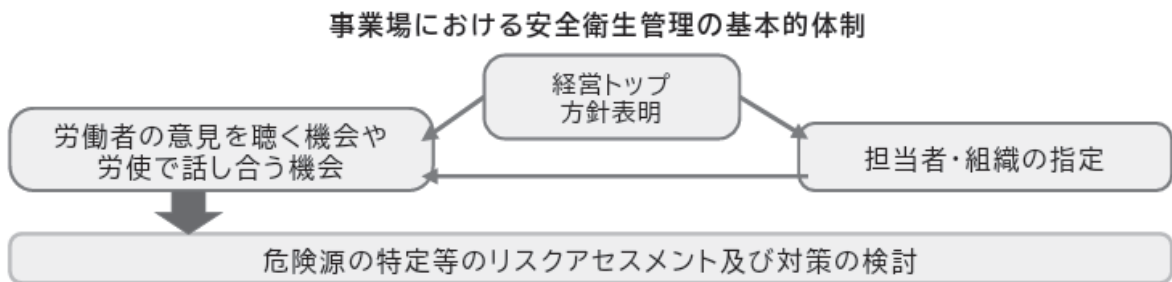 事業場における安全衛生管理の基本的体制
経営トップ
方針表明
労働者の意見を聴く機会や
労使で話し合う機会
担当者・組織の指定
危険源の特定等のリスクアセスメント及び対策の検討